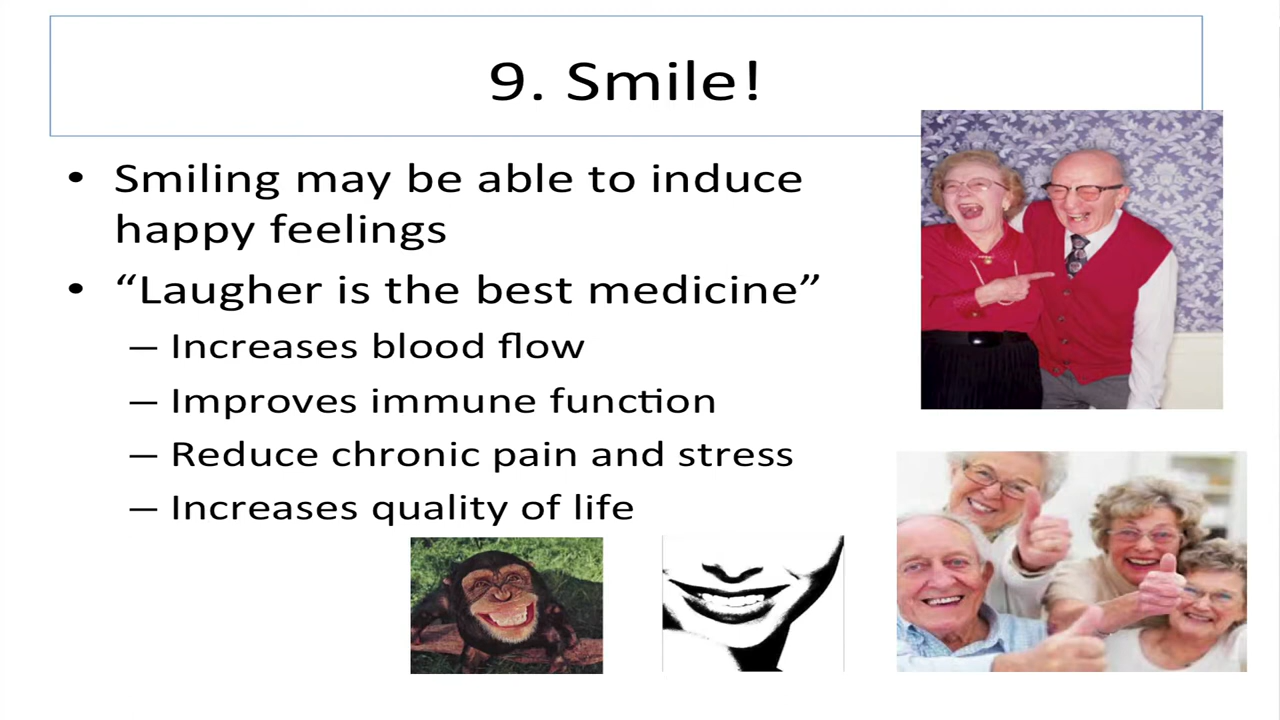 9. Smile!
• Smiling may be able to induce
happy feelings
• “Laugher is the best medicine”
– Increases blood flow
– Improves immune function
– Reduce chronic pain and stress
– Increases quality of life